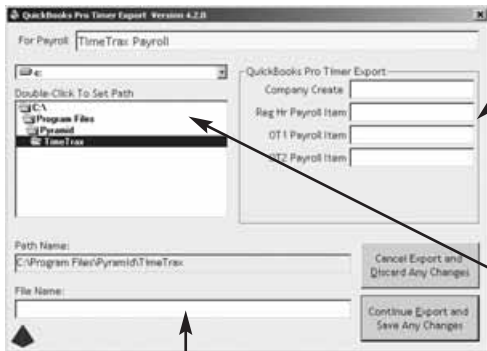 QuickBooks Pro Timer Export Version 4.2.0
For Payroll TimeTrax Payroll
c:
Double-Click To Set Path
C:\
Program Files
Pyramid
TimeTrax
QuickBooks Pro Timer Export
Company Create
Reg Hr Payroll Item
OT1 Payroll Item
OT2 Payroll Item
Path Name:
C:\Program Files\Pyramid\TimeTrax
File Name:
Cancel Export and
Discard Any Changes
Continue Export and
Save Any Changes